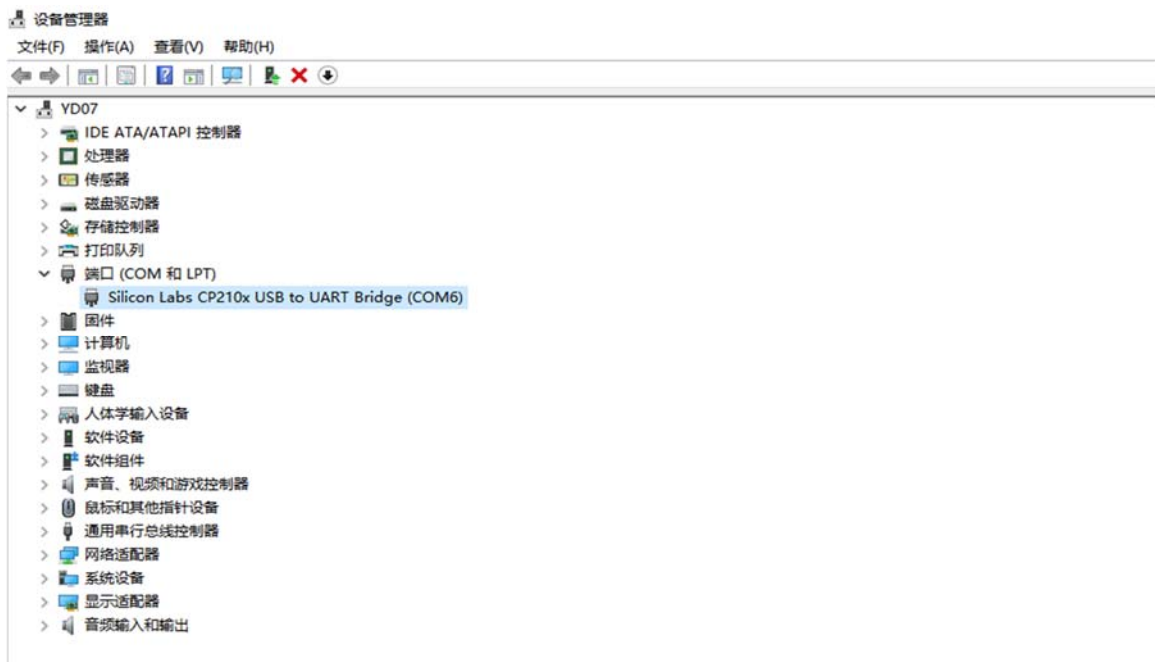 设备管理器
文件(F) 操作(A) 查看(V) 帮助(H)
YD07
IDE ATA/ATAPI 控制器
处理器
传感器
磁盘驱动器
存储控制器
打印队列
端口 (COM 和 LPT)
Silicon Labs CP210x USB to UART Bridge (COM6)
固件
计算机
监视器
键盘
人体学输入设备
软件设备
软件组件
声音、视频和游戏控制器
鼠标和其他指针设备
通用串行总线控制器
网络适配器
系统设备
显示适配器
音频输入和输出